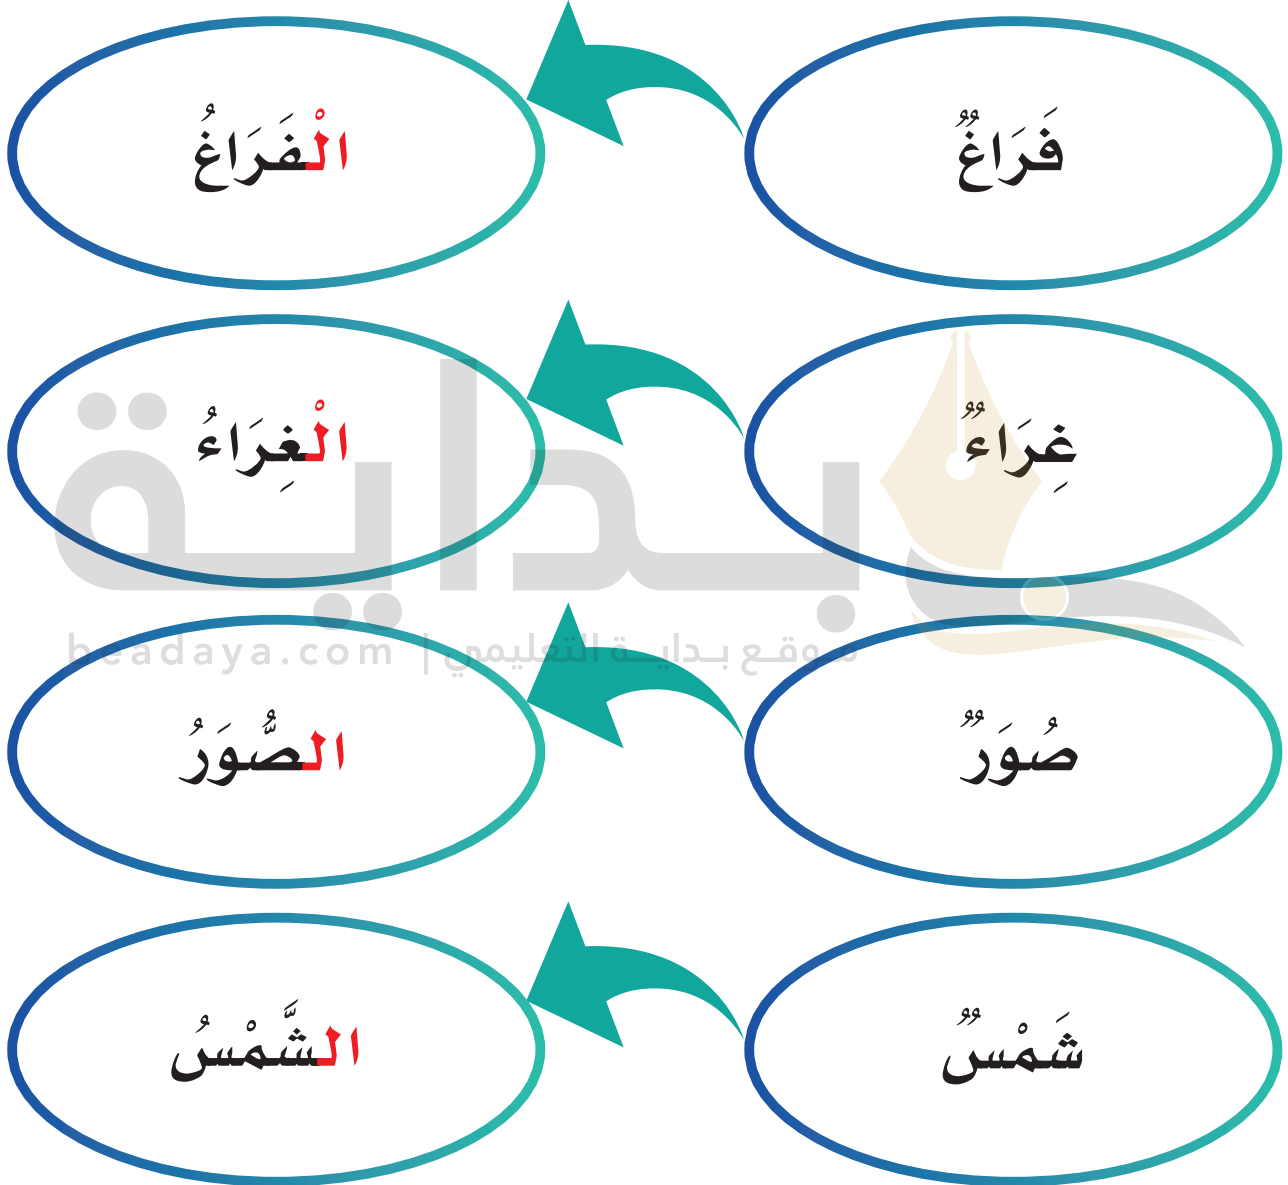 فَرَاغٌ الْفَرَاغُ
غِرَاءٌ الْغِرَاءُ
بداية
موقع بداية التعليمي | beadaya.com
صُوَرٌ الصُّوَرُ
شَمْسٌ الشَّمْسُ